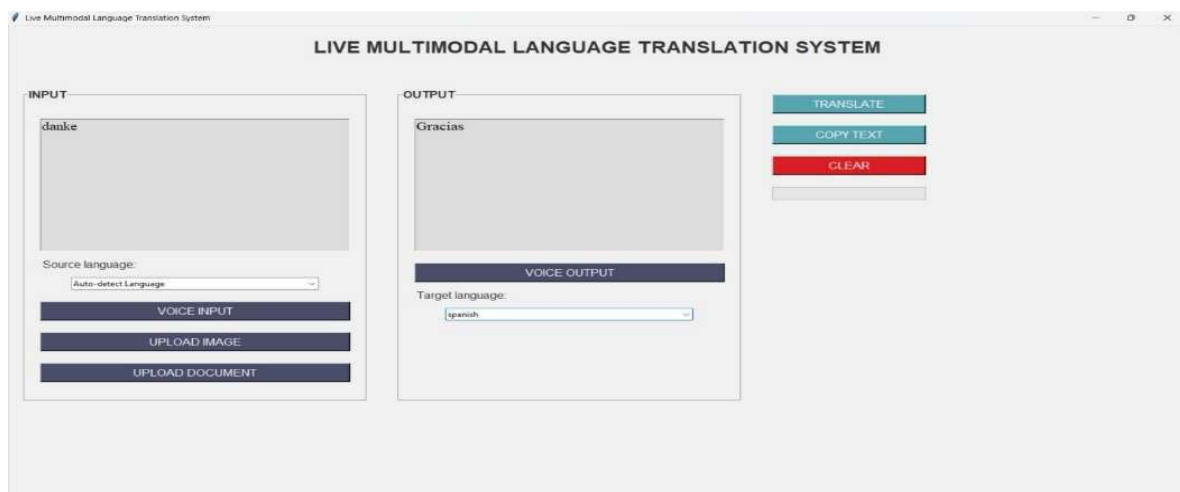 Live Multimodal Language Translation System
LIVE MULTIMODAL LANGUAGE TRANSLATION SYSTEM
INPUT
danke
Source language:
Auto-detect Language
VOICE INPUT
UPLOAD IMAGE
UPLOAD DOCUMENT
OUTPUT
Gracias
VOICE OUTPUT
Target language:
spanish
TRANSLATE
COPY TEXT
CLEAR